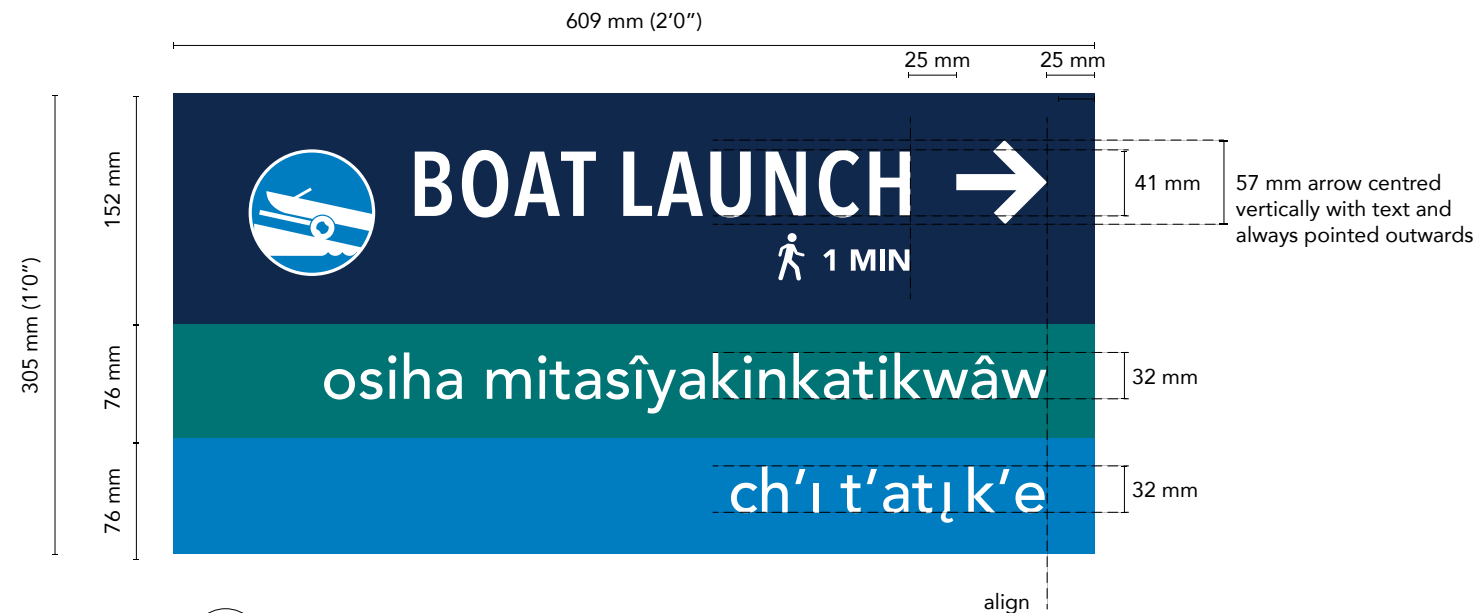 609 mm (2'0")
25 mm
25 mm
305 mm (1'0")
152 mm
76 mm
76 mm
BOAT LAUNCH
1 MIN
41 mm
57 mm arrow centred
vertically with text and
always pointed outwards
osiha mitasîyakinkatikwâw
32 mm
ch'ı t'atı̨ k'e
32 mm
align